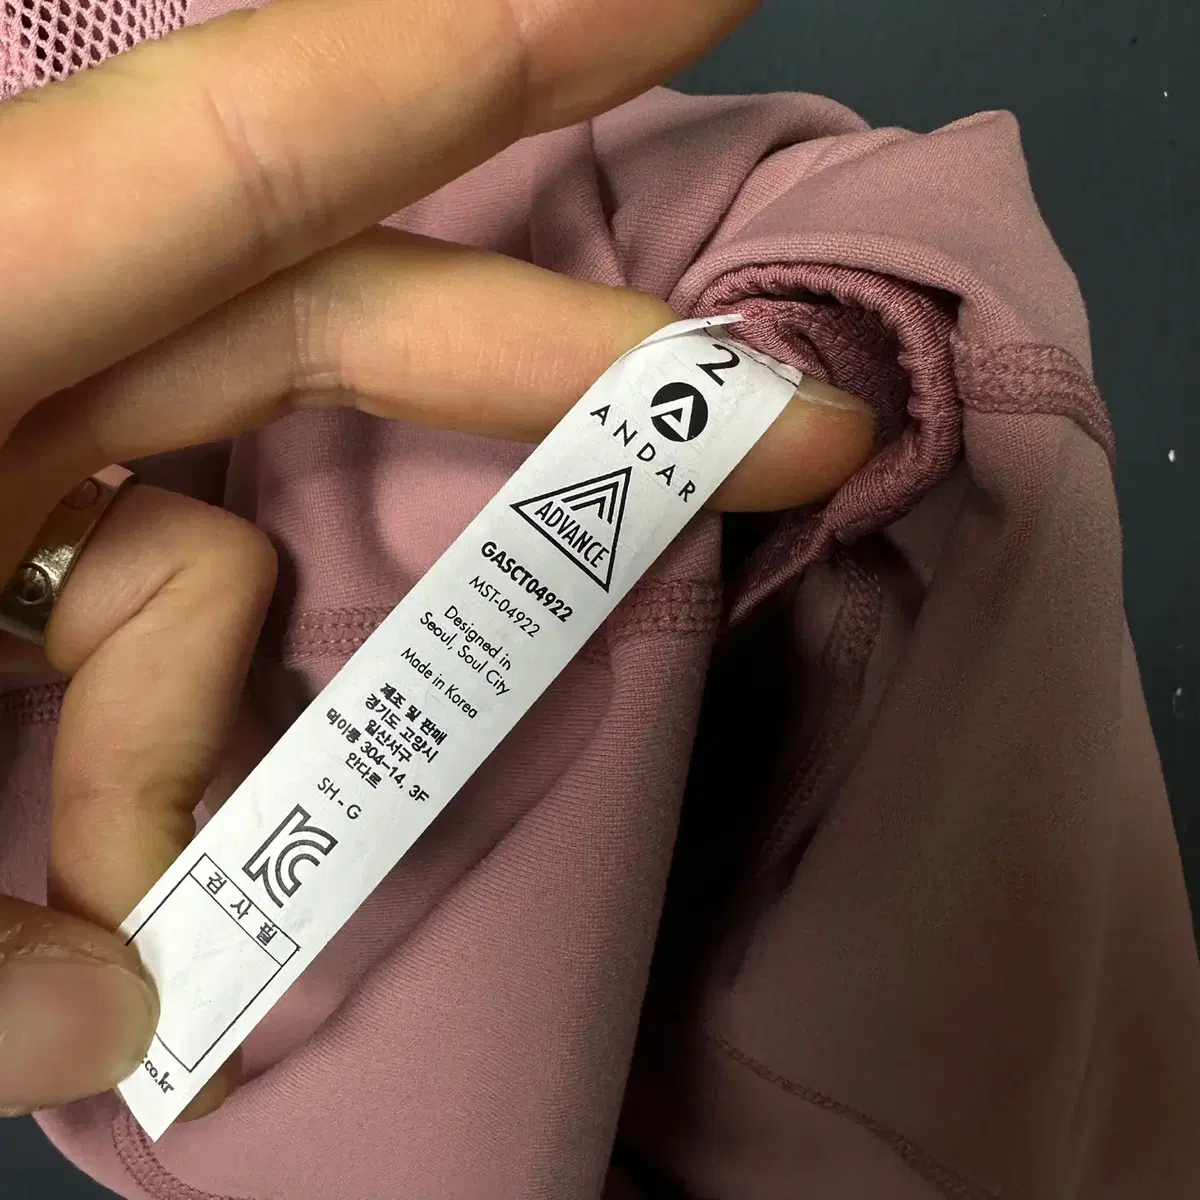 2
ANDAR
ADVANCE
GASCT04922
MST-04922
Designed in
Seoul, Soul City
Made in Korea
제조 및 판매
경기도 고양시
일산서구
덕이동 304-14, 3F
안다르
SH-G
KC
검사필
.co.kr